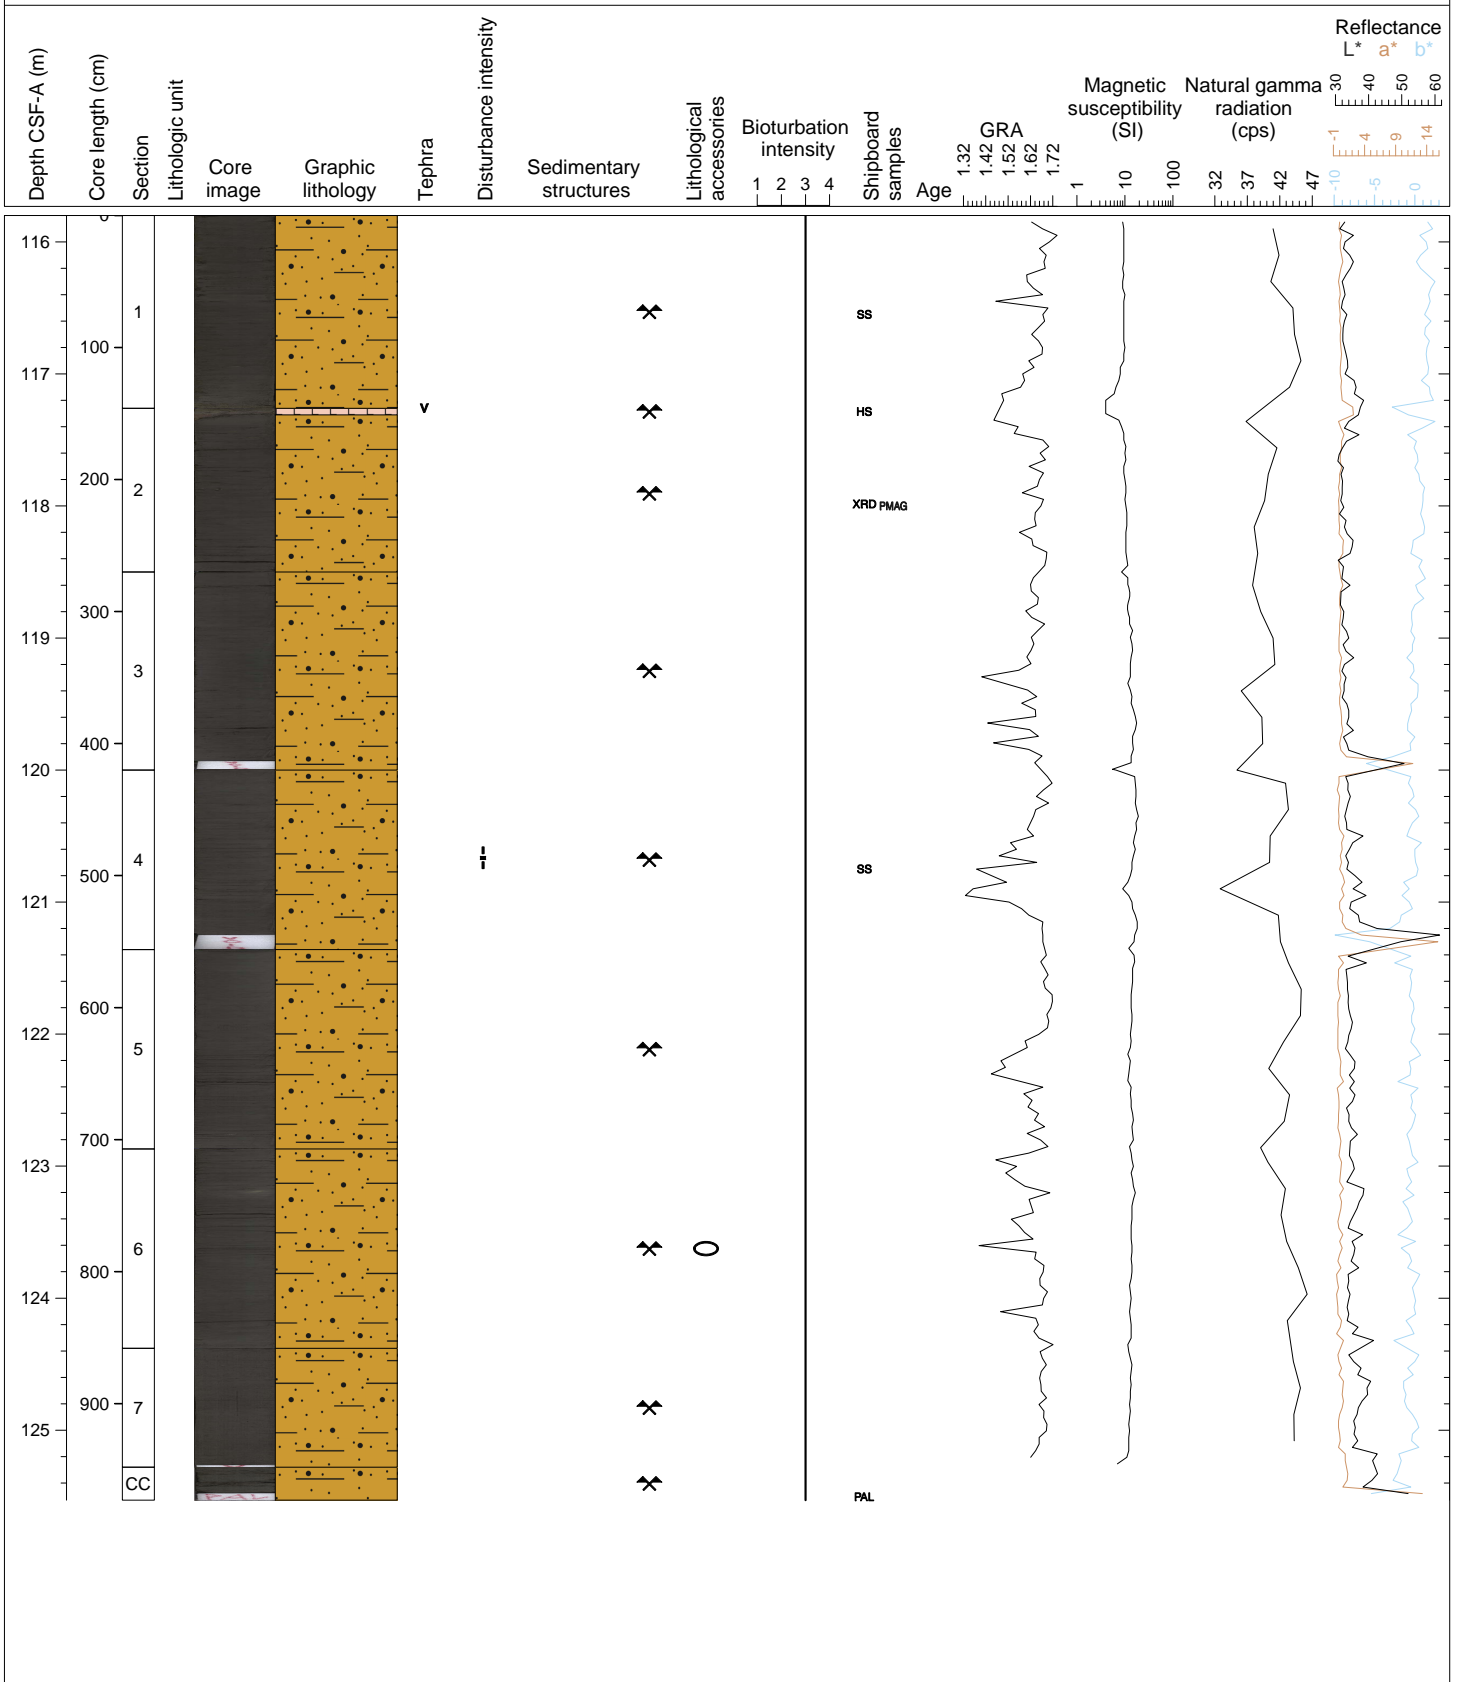 Depth CSF-A (m)
Core length (cm)
Section
Lithologic unit
Core image
Graphic lithology
Tephra
Disturbance intensity
Sedimentary structures
Lithological accessories
Bioturbation intensity
1 2 3 4
Shipboard samples
Age
GRA
1.32 1.42 1.52 1.62 1.72
Magnetic susceptibility (SI)
1 10 100
Natural gamma radiation (cps)
32 37 42 47
Reflectance
L* a* b*
30 40 50 60
-1 4 9 14
-10 -5 0
0
116
1
SS
100
117
V
HS
200
2
118
XRD PMAG
300
119
3
400
120
4
SS
500
121
600
122
5
700
123
6
800
124
900
7
125
CC
PAL
PAL